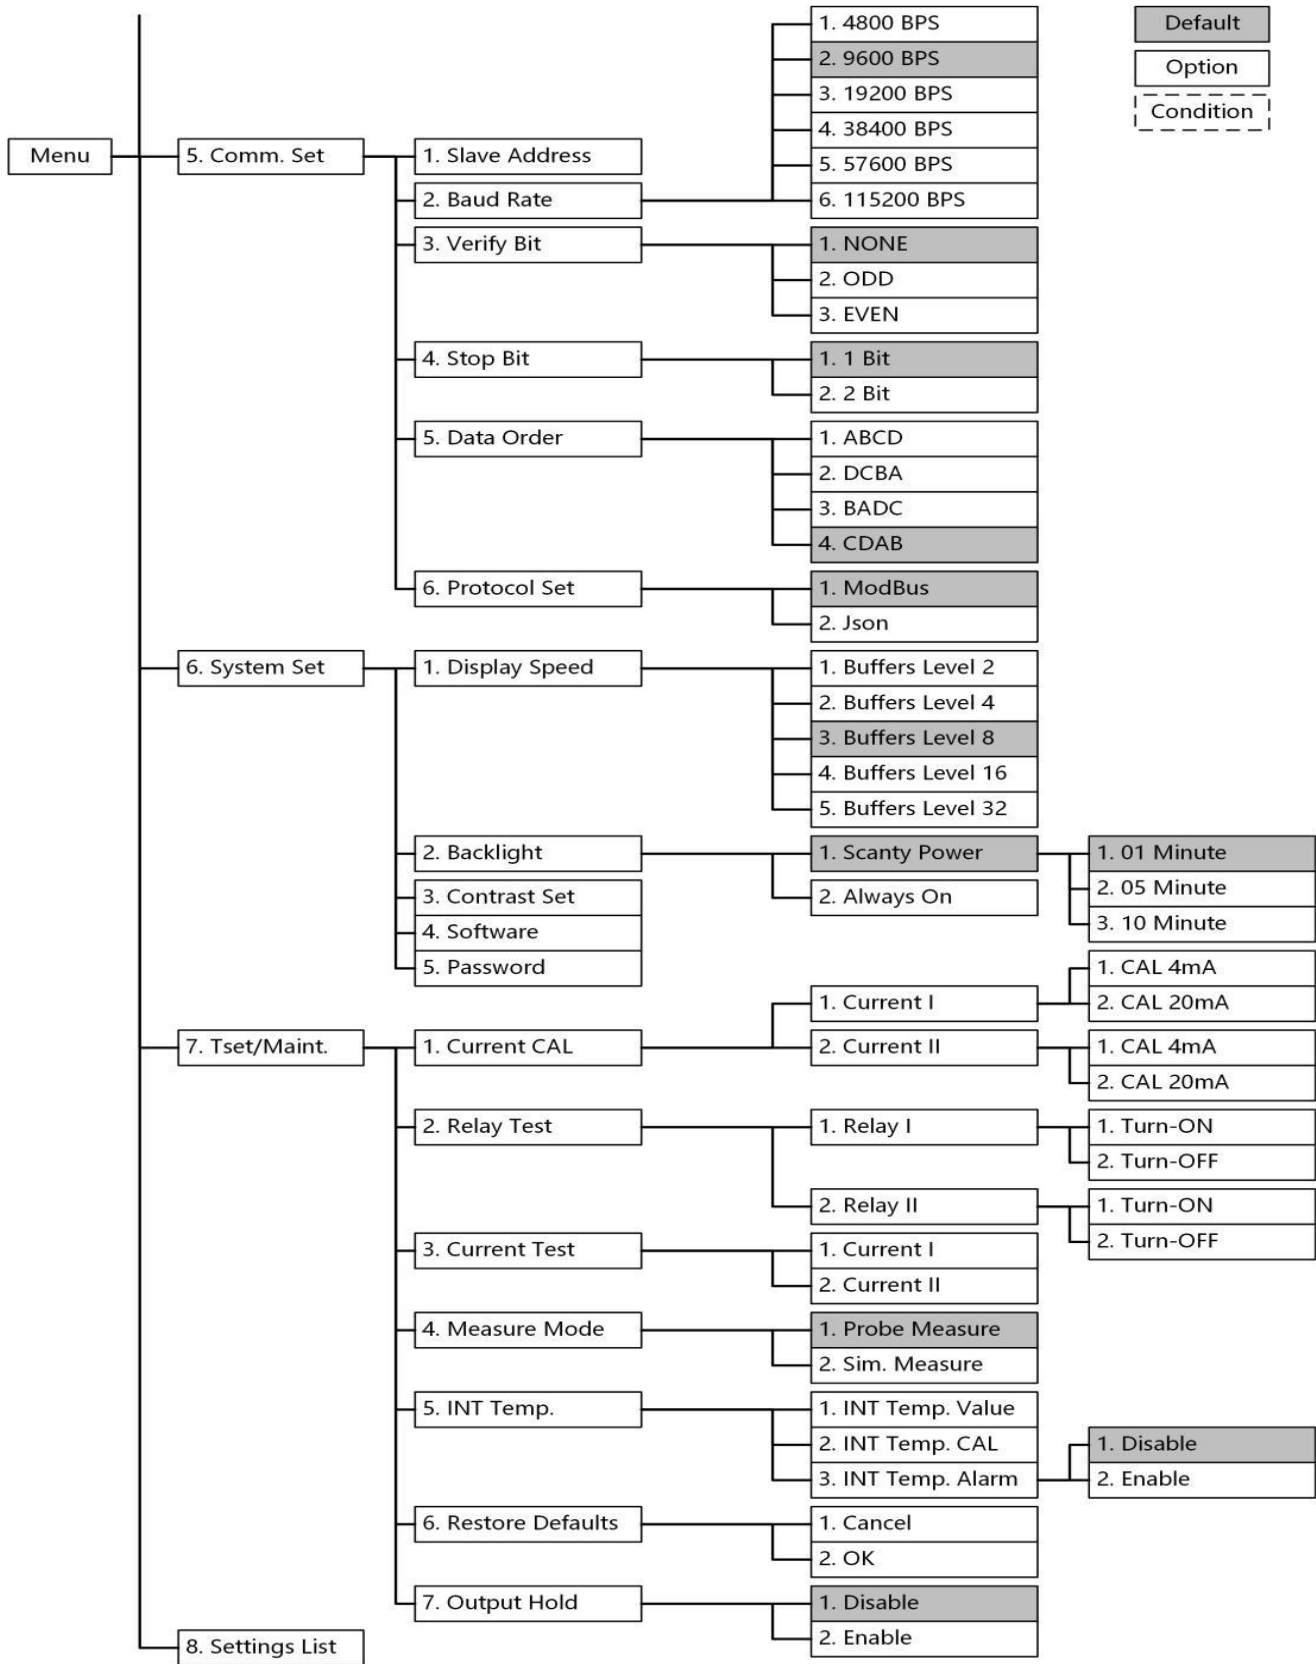 Default
Option
Condition
Menu
5. Comm. Set
1. Slave Address
2. Baud Rate
1. 4800 BPS
2. 9600 BPS
3. 19200 BPS
4. 38400 BPS
5. 57600 BPS
6. 115200 BPS
3. Verify Bit
1. NONE
2. ODD
3. EVEN
4. Stop Bit
1. 1 Bit
2. 2 Bit
5. Data Order
1. ABCD
2. DCBA
3. BADC
4. CDAB
6. Protocol Set
1. ModBus
2. Json
6. System Set
1. Display Speed
1. Buffers Level 2
2. Buffers Level 4
3. Buffers Level 8
4. Buffers Level 16
5. Buffers Level 32
2. Backlight
1. Scanty Power
1. 01 Minute
2. 05 Minute
3. 10 Minute
2. Always On
3. Contrast Set
4. Software
5. Password
7. Tset/Maint.
1. Current CAL
1. Current I
1. CAL 4mA
2. CAL 20mA
2. Current II
1. CAL 4mA
2. CAL 20mA
2. Relay Test
1. Relay I
1. Turn-ON
2. Turn-OFF
2. Relay II
1. Turn-ON
2. Turn-OFF
3. Current Test
1. Current I
2. Current II
4. Measure Mode
1. Probe Measure
2. Sim. Measure
5. INT Temp.
1. INT Temp. Value
2. INT Temp. CAL
3. INT Temp. Alarm
1. Disable
2. Enable
6. Restore Defaults
1. Cancel
2. OK
7. Output Hold
1. Disable
2. Enable
8. Settings List